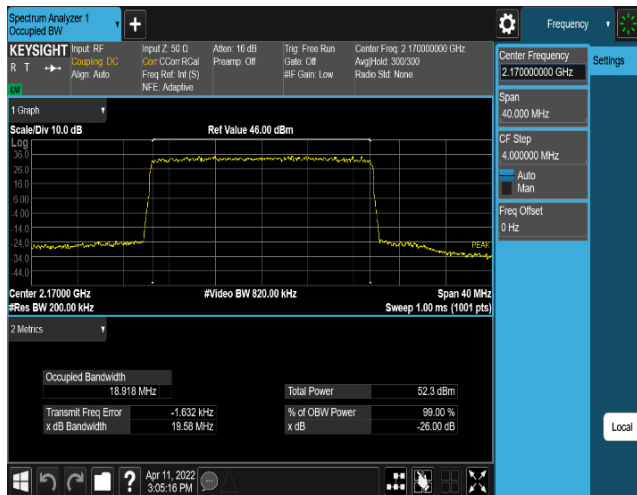 Spectrum Analyzer 1
Occupied BW
Frequency
KEYSIGHT
R T
LNI
Input: RF
Coupling: DC
Align: Auto
Input Z: 50 Ω
Corr CCorr RCal
Freq Ref: Int (S)
NFE: Adaptive
Atten: 16 dB
Preamp: Off
Trig: Free Run
Gate: Off
#IF Gain: Low
Center Freq: 2.170000000 GHz
Avg|Hold: 300/300
Radio Std: None
Center Frequency
2.170000000 GHz
Settings
Span
40.000 MHz
CF Step
4.000000 MHz
Auto
Man
Freq Offset
0 Hz
Local
1 Graph
Scale/Div 10.0 dB
Ref Value 46.00 dBm
Log
36.0
26.0
16.0
6.00
-4.00
-14.0
-24.0
-34.0
-44.0
PEAK
Center 2.17000 GHz
#Video BW 820.00 kHz
Span 40 MHz
#Res BW 200.00 kHz
Sweep 1.00 ms (1001 pts)
2 Metrics
Occupied Bandwidth
18.918 MHz
Total Power 52.3 dBm
Transmit Freq Error -1.632 kHz
% of OBW Power 99.00 %
x dB Bandwidth 19.58 MHz
x dB -26.00 dB
?
Apr 11, 2022
3:05:16 PM